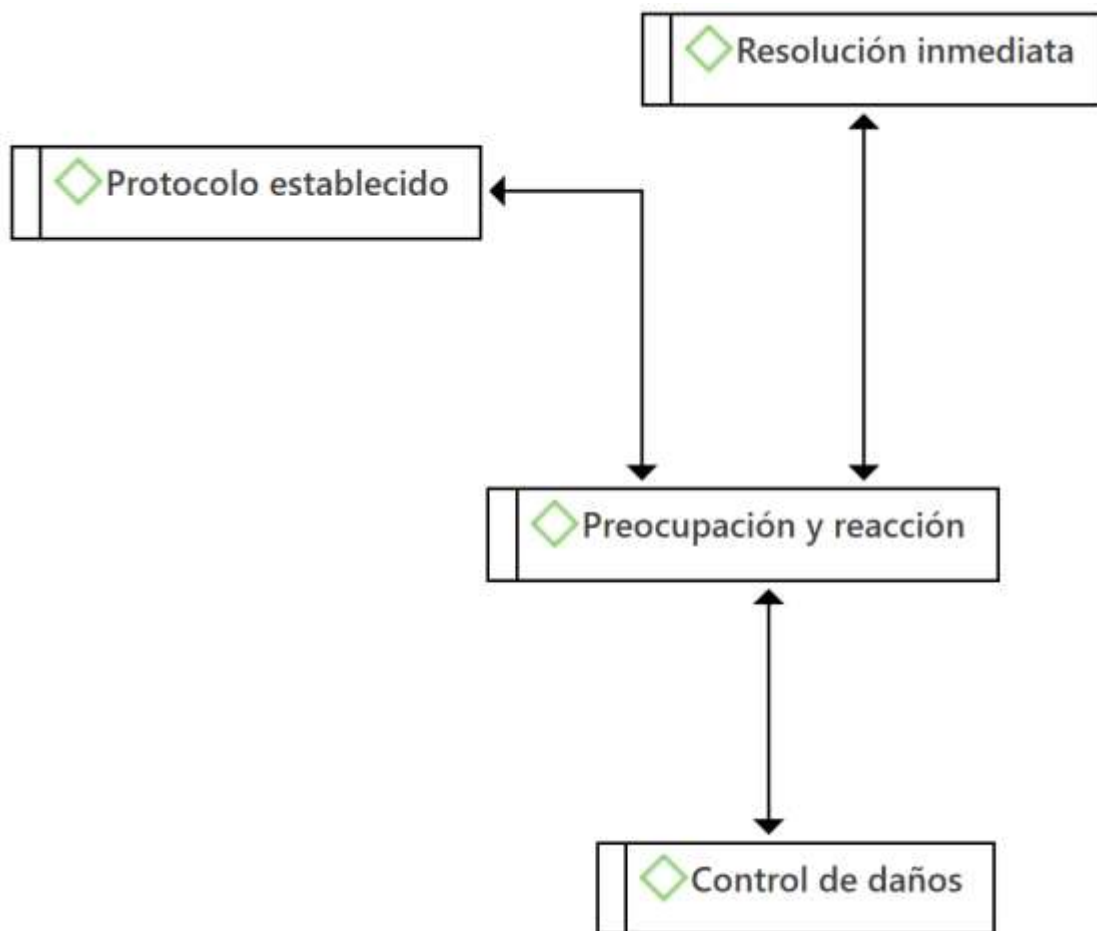 Resolución inmediata
Protocolo establecido
Preocupación y reacción
Control de daños